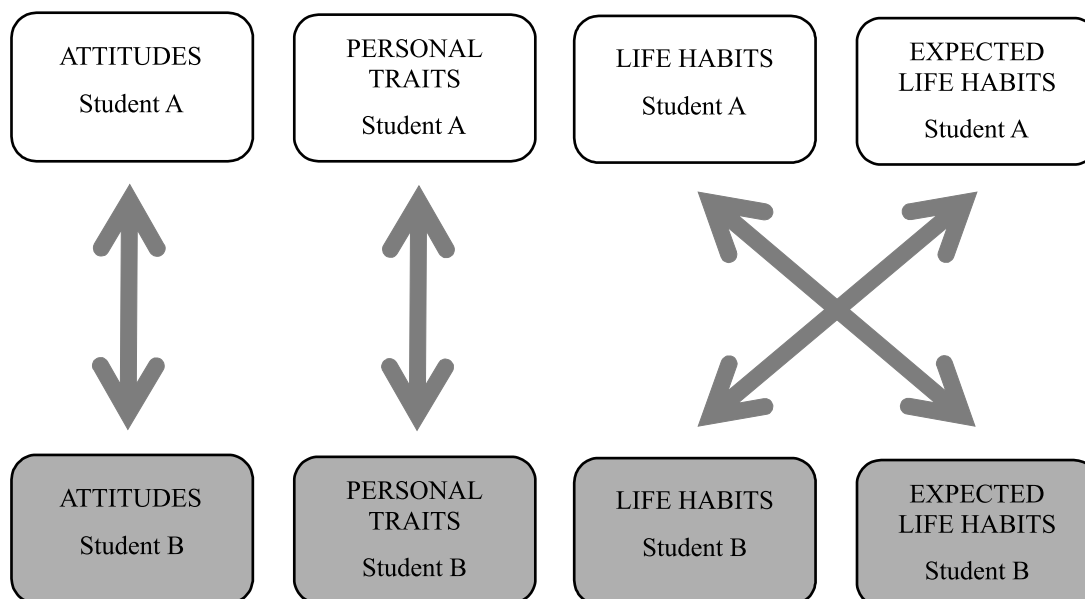 ATTITUDES
Student A
PERSONAL
TRAITS
Student A
LIFE HABITS
Student A
EXPECTED
LIFE HABITS
Student A
ATTITUDES
Student B
PERSONAL
TRAITS
Student B
LIFE HABITS
Student B
EXPECTED
LIFE HABITS
Student B